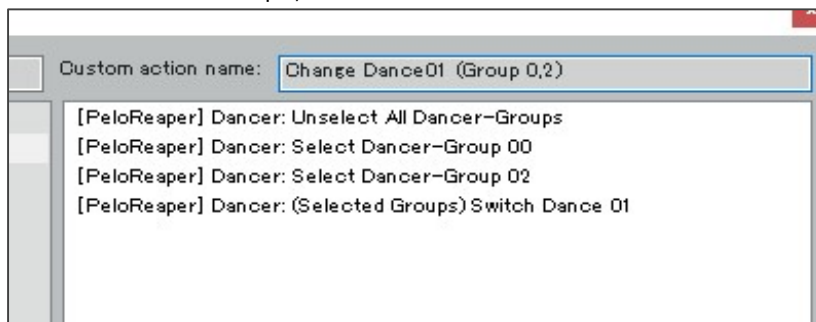 Custom action name: Change Dance01 (Group 0,2)
[PeloReaper] Dancer: Unselect All Dancer-Groups
[PeloReaper] Dancer: Select Dancer-Group 00
[PeloReaper] Dancer: Select Dancer-Group 02
[PeloReaper] Dancer: (Selected Groups) Switch Dance 01